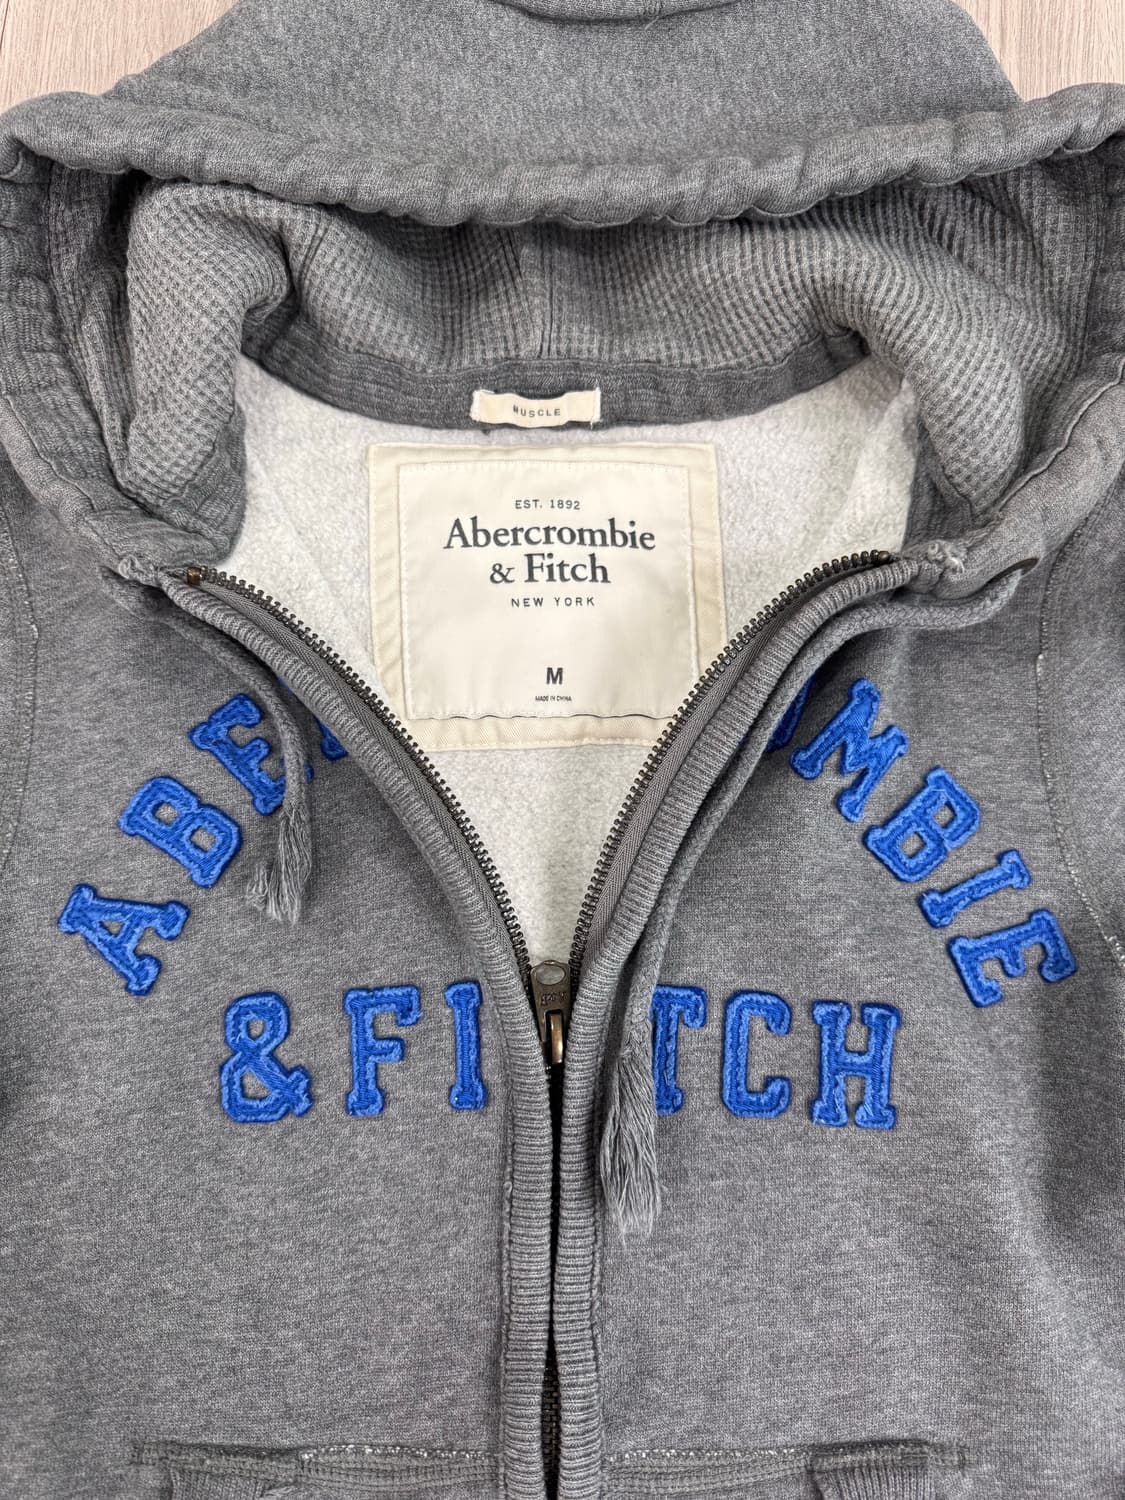 MUSCLE
EST. 1892
Abercrombie
& Fitch
NEW YORK
M
MADE IN CHINA
ABE OMBIE
& FI TCH